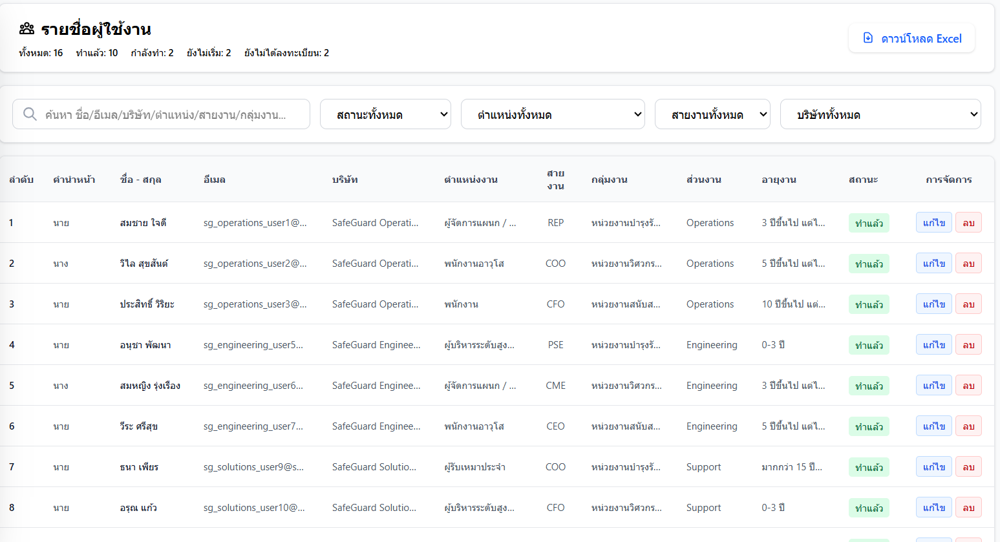 รายชื่อผู้ใช้งาน
ทั้งหมด: 16 ทำแล้ว: 10 กำลังทำ: 2 ยังไม่เริ่ม: 2 ยังไม่ได้ลงทะเบียน: 2
ดาวน์โหลด Excel
ค้นหา ชื่อ/อีเมล/บริษัท/ตำแหน่ง/สายงาน/กลุ่มงาน... สถานะทั้งหมด ตำแหน่งทั้งหมด สายงานทั้งหมด บริษัททั้งหมด
ลำดับ คำนำหน้า ชื่อ - สกุล อีเมล บริษัท ตำแหน่งงาน สายงาน กลุ่มงาน ส่วนงาน อายุงาน สถานะ การจัดการ
1 นาย สมชาย ใจดี sg_operations_user1@... SafeGuard Operati... ผู้จัดการแผนก / ... REP หน่วยงานบำรุงรั... Operations 3 ปีขึ้นไป แต่ไ... ทำแล้ว แก้ไข ลบ
2 นาง วิไล สุขสันต์ sg_operations_user2@... SafeGuard Operati... พนักงานอาวุโส COO หน่วยงานวิศวกร... Operations 5 ปีขึ้นไป แต่ไ... ทำแล้ว แก้ไข ลบ
3 นาย ประสิทธิ์ วิริยะ sg_operations_user3@... SafeGuard Operati... พนักงาน CFO หน่วยงานสนับส... Operations 10 ปีขึ้นไป แต่... ทำแล้ว แก้ไข ลบ
4 นาย อนุชา พัฒนา sg_engineering_user5... SafeGuard Enginee... ผู้บริหารระดับสูง... PSE หน่วยงานบำรุงรั... Engineering 0-3 ปี ทำแล้ว แก้ไข ลบ
5 นาง สมหญิง รุ่งเรือง sg_engineering_user6... SafeGuard Enginee... ผู้จัดการแผนก / ... CME หน่วยงานวิศวกร... Engineering 3 ปีขึ้นไป แต่ไ... ทำแล้ว แก้ไข ลบ
6 นาย วีระ ศรีสุข sg_engineering_user7... SafeGuard Enginee... พนักงานอาวุโส CEO หน่วยงานสนับส... Engineering 5 ปีขึ้นไป แต่ไ... ทำแล้ว แก้ไข ลบ
7 นาย ธนา เพียร sg_solutions_user9@s... SafeGuard Solutio... ผู้รับเหมาประจำ COO หน่วยงานบำรุงรั... Support มากกว่า 15 ปี... ทำแล้ว แก้ไข ลบ
8 นาย อรุณ แก้ว sg_solutions_user10@... SafeGuard Solutio... ผู้บริหารระดับสูง... CFO หน่วยงานวิศวกร... Support 0-3 ปี ทำแล้ว แก้ไข ลบ